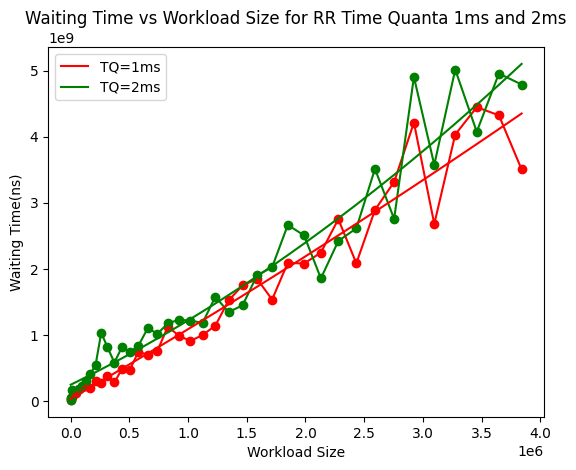 Waiting Time vs Workload Size for RR Time Quanta 1ms and 2ms
1e9
TQ=1ms
TQ=2ms
5
4
3
2
1
0
Waiting Time(ns)
0.0 0.5 1.0 1.5 2.0 2.5 3.0 3.5 4.0
Workload Size
1e6